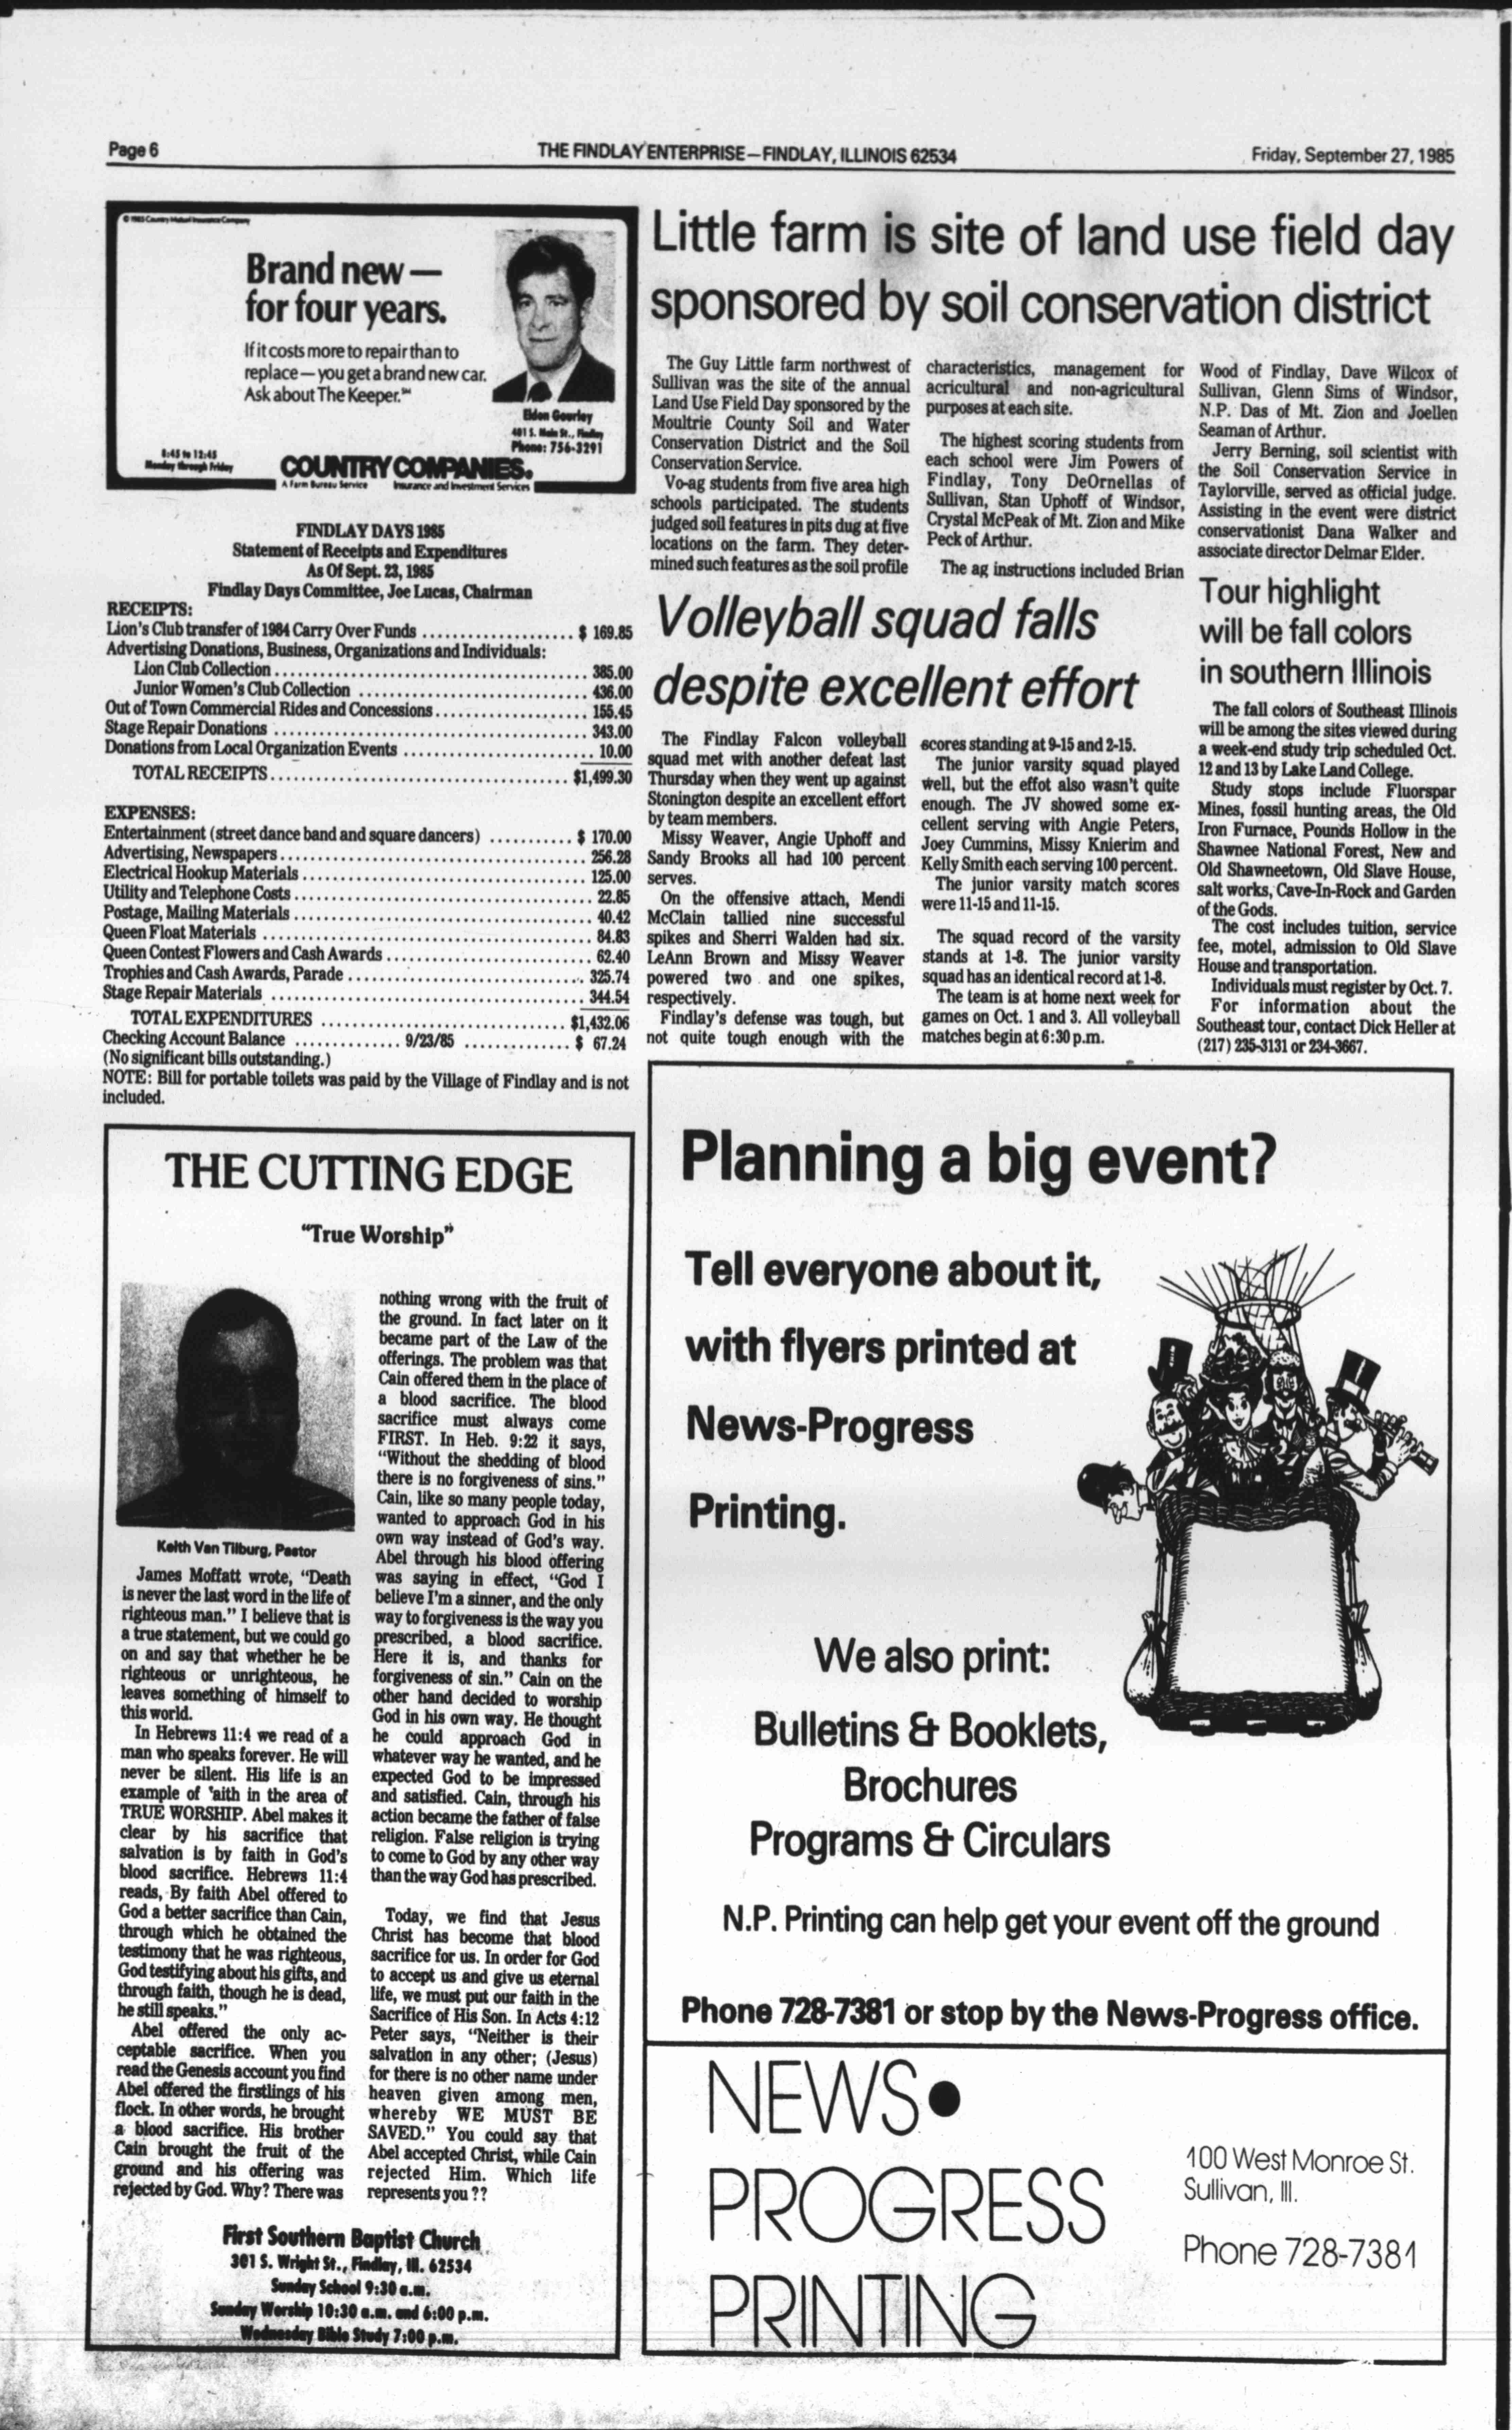 Page 6
THE FINDLAY ENTERPRISE—FINDLAY, ILLINOIS 62534
Friday, September 27, 1985
© 1983 Country Mutual Insurance Company
Brand new—
for four years.
If it costs more to repair than to
replace—you get a brand new car.
Ask about The Keeper.℠
Eldon Gourley
401 S. Main St., Findlay
Phone: 756-3291
8:45 to 12:45
Monday through Friday
COUNTRY COMPANIES®
A Farm Bureau Service Insurance and Investment Services
FINDLAY DAYS 1985
Statement of Receipts and Expenditures
As Of Sept. 23, 1985
Findlay Days Committee, Joe Lucas, Chairman
RECEIPTS:
Lion's Club transfer of 1984 Carry Over Funds .................... $ 169.85
Advertising Donations, Business, Organizations and Individuals:
Lion Club Collection ........................................ 385.00
Junior Women's Club Collection .............................. 436.00
Out of Town Commercial Rides and Concessions .................... 155.45
Stage Repair Donations ......................................... 343.00
Donations from Local Organization Events ......................... 10.00
TOTAL RECEIPTS ...................................... $1,499.30
EXPENSES:
Entertainment (street dance band and square dancers) ........... $ 170.00
Advertising, Newspapers ........................................ 256.28
Electrical Hookup Materials ..................................... 125.00
Utility and Telephone Costs ...................................... 22.85
Postage, Mailing Materials ....................................... 40.42
Queen Float Materials ........................................... 84.83
Queen Contest Flowers and Cash Awards ........................... 62.40
Trophies and Cash Awards, Parade ............................... 325.74
Stage Repair Materials ......................................... 344.54
TOTAL EXPENDITURES ................................ $1,432.06
Checking Account Balance ............. 9/23/85 ............. $ 67.24
(No significant bills outstanding.)
NOTE: Bill for portable toilets was paid by the Village of Findlay and is not
included.
THE CUTTING EDGE
"True Worship"
Keith Van Tilburg, Pastor
James Moffatt wrote, "Death
is never the last word in the life of
righteous man." I believe that is
a true statement, but we could go
on and say that whether he be
righteous or unrighteous, he
leaves something of himself to
this world.
In Hebrews 11:4 we read of a
man who speaks forever. He will
never be silent. His life is an
example of 'aith in the area of
TRUE WORSHIP. Abel makes it
clear by his sacrifice that
salvation is by faith in God's
blood sacrifice. Hebrews 11:4
reads, By faith Abel offered to
God a better sacrifice than Cain,
through which he obtained the
testimony that he was righteous,
God testifying about his gifts, and
through faith, though he is dead,
he still speaks."
Abel offered the only ac-
ceptable sacrifice. When you
read the Genesis account you find
Abel offered the firstlings of his
flock. In other words, he brought
a blood sacrifice. His brother
Cain brought the fruit of the
ground and his offering was
rejected by God. Why? There was
nothing wrong with the fruit of
the ground. In fact later on it
became part of the Law of the
offerings. The problem was that
Cain offered them in the place of
a blood sacrifice. The blood
sacrifice must always come
FIRST. In Heb. 9:22 it says,
"Without the shedding of blood
there is no forgiveness of sins."
Cain, like so many people today,
wanted to approach God in his
own way instead of God's way.
Abel through his blood offering
was saying in effect, "God I
believe I'm a sinner, and the only
way to forgiveness is the way you
prescribed, a blood sacrifice.
Here it is, and thanks for
forgiveness of sin." Cain on the
other hand decided to worship
God in his own way. He thought
he could approach God in
whatever way he wanted, and he
expected God to be impressed
and satisfied. Cain, through his
action became the father of false
religion. False religion is trying
to come to God by any other way
than the way God has prescribed.
Today, we find that Jesus
Christ has become that blood
sacrifice for us. In order for God
to accept us and give us eternal
life, we must put our faith in the
Sacrifice of His Son. In Acts 4:12
Peter says, "Neither is their
salvation in any other; (Jesus)
for there is no other name under
heaven given among men,
whereby WE MUST BE
SAVED." You could say that
Abel accepted Christ, while Cain
rejected Him. Which life
represents you??
First Southern Baptist Church
301 S. Wright St., Findlay, Ill. 62534
Sunday School 9:30 a.m.
Sunday Worship 10:30 a.m. and 6:00 p.m.
Wednesday Bible Study 7:00 p.m.
Little farm is site of land use field day
sponsored by soil conservation district
The Guy Little farm northwest of
Sullivan was the site of the annual
Land Use Field Day sponsored by the
Moultrie County Soil and Water
Conservation District and the Soil
Conservation Service.
Vo-ag students from five area high
schools participated. The students
judged soil features in pits dug at five
locations on the farm. They deter-
mined such features as the soil profile
characteristics, management for
acricultural and non-agricultural
purposes at each site.
The highest scoring students from
each school were Jim Powers of
Findlay, Tony DeOrnellas of
Sullivan, Stan Uphoff of Windsor,
Crystal McPeak of Mt. Zion and Mike
Peck of Arthur.
The ag instructions included Brian
Wood of Findlay, Dave Wilcox of
Sullivan, Glenn Sims of Windsor,
N.P. Das of Mt. Zion and Joellen
Seaman of Arthur.
Jerry Berning, soil scientist with
the Soil Conservation Service in
Taylorville, served as official judge.
Assisting in the event were district
conservationist Dana Walker and
associate director Delmar Elder.
Volleyball squad falls
despite excellent effort
The Findlay Falcon volleyball
squad met with another defeat last
Thursday when they went up against
Stonington despite an excellent effort
by team members.
Missy Weaver, Angie Uphoff and
Sandy Brooks all had 100 percent
serves.
On the offensive attach, Mendi
McClain tallied nine successful
spikes and Sherri Walden had six.
LeAnn Brown and Missy Weaver
powered two and one spikes,
respectively.
Findlay's defense was tough, but
not quite tough enough with the
scores standing at 9-15 and 2-15.
The junior varsity squad played
well, but the effot also wasn't quite
enough. The JV showed some ex-
cellent serving with Angie Peters,
Joey Cummins, Missy Knierim and
Kelly Smith each serving 100 percent.
The junior varsity match scores
were 11-15 and 11-15.
The squad record of the varsity
stands at 1-8. The junior varsity
squad has an identical record at 1-8.
The team is at home next week for
games on Oct. 1 and 3. All volleyball
matches begin at 6:30 p.m.
Tour highlight
will be fall colors
in southern Illinois
The fall colors of Southeast Illinois
will be among the sites viewed during
a week-end study trip scheduled Oct.
12 and 13 by Lake Land College.
Study stops include Fluorspar
Mines, fossil hunting areas, the Old
Iron Furnace, Pounds Hollow in the
Shawnee National Forest, New and
Old Shawneetown, Old Slave House,
salt works, Cave-In-Rock and Garden
of the Gods.
The cost includes tuition, service
fee, motel, admission to Old Slave
House and transportation.
Individuals must register by Oct. 7.
For information about the
Southeast tour, contact Dick Heller at
(217) 235-3131 or 234-3667.
Planning a big event?
Tell everyone about it,
with flyers printed at
News-Progress
Printing.
We also print:
Bulletins & Booklets,
Brochures
Programs & Circulars
N.P. Printing can help get your event off the ground
Phone 728-7381 or stop by the News-Progress office.
NEWS•
PROGRESS
PRINTING
100 West Monroe St.
Sullivan, Ill.
Phone 728-7381